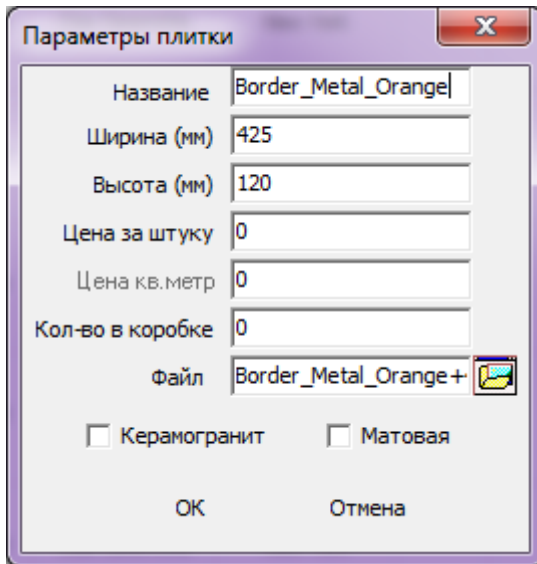 Параметры плитки
Название Border_Metal_Orange
Ширина (мм) 425
Высота (мм) 120
Цена за штуку 0
Цена кв.метр 0
Кол-во в коробке 0
Файл Border_Metal_Orange+
Керамогранит Матовая
ОК Отмена